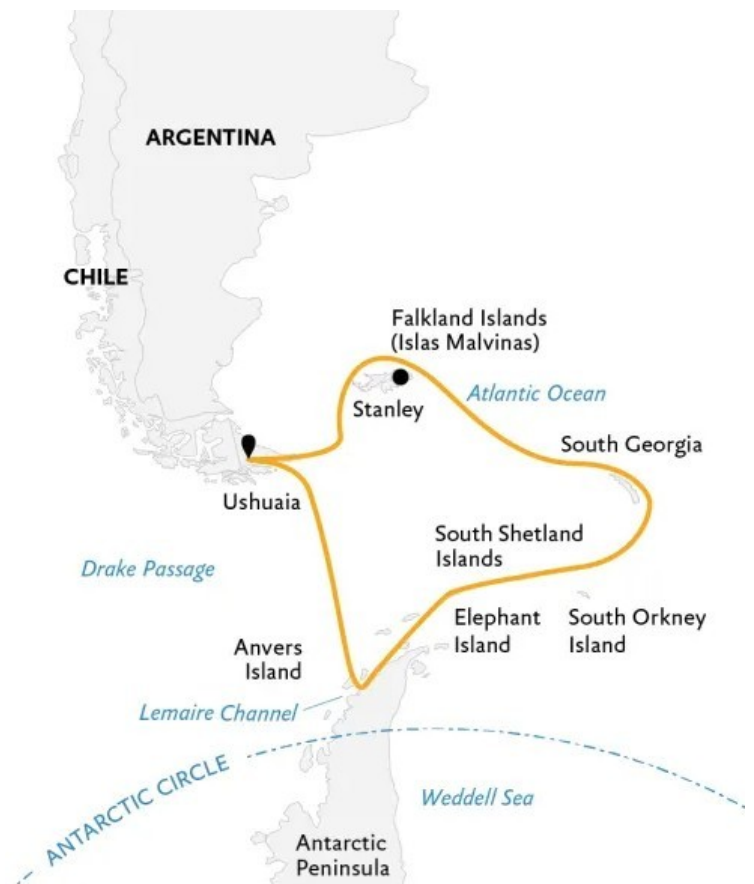 ARGENTINA
CHILE
Falkland Islands
(Islas Malvinas)
Atlantic Ocean
Stanley
South Georgia
Ushuaia
South Shetland
Islands
Drake Passage
Elephant
Island
South Orkney
Island
Anvers
Island
Lemaire Channel
ANTARCTIC CIRCLE
Weddell Sea
Antarctic
Peninsula